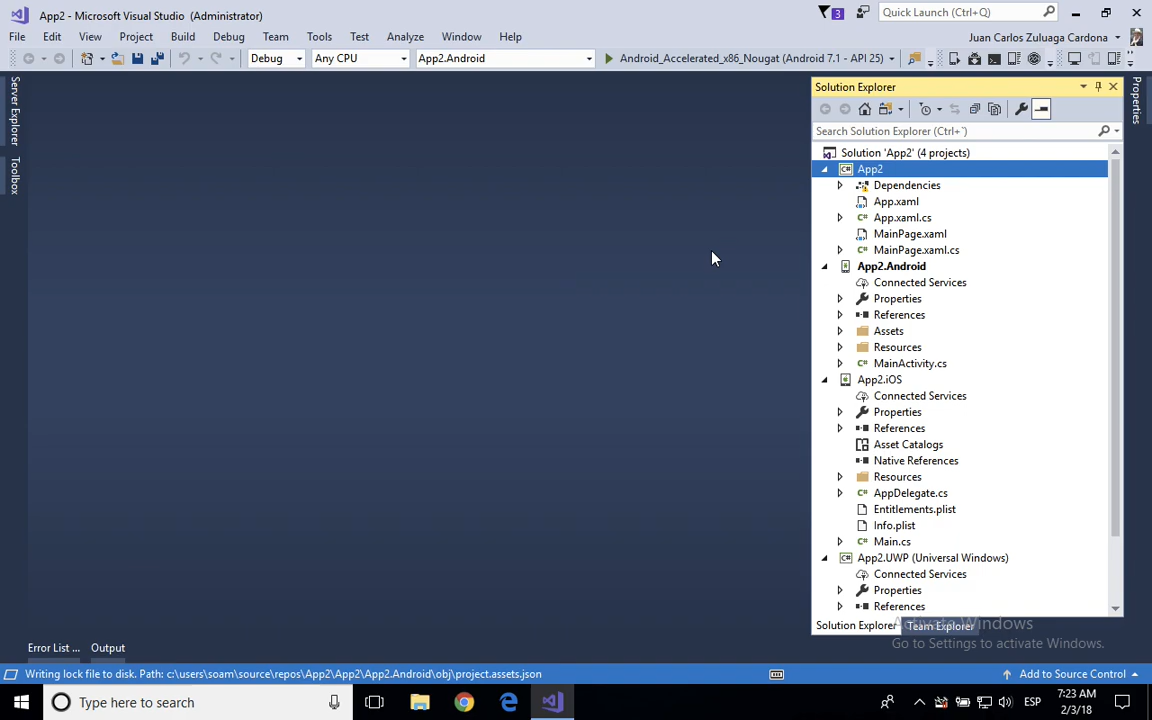 App2 - Microsoft Visual Studio (Administrator)
3
Quick Launch (Ctrl+Q)
File Edit View Project Build Debug Team Tools Test Analyze Window Help
Juan Carlos Zuluaga Cardona
Debug
Any CPU
App2.Android
Android_Accelerated_x86_Nougat (Android 7.1 - API 25)
Server Explorer
Toolbox
Properties
Solution Explorer
Search Solution Explorer (Ctrl+`)
Solution 'App2' (4 projects)
App2
Dependencies
App.xaml
App.xaml.cs
MainPage.xaml
MainPage.xaml.cs
App2.Android
Connected Services
Properties
References
Assets
Resources
MainActivity.cs
App2.iOS
Connected Services
Properties
References
Asset Catalogs
Native References
Resources
AppDelegate.cs
Entitlements.plist
Info.plist
Main.cs
App2.UWP (Universal Windows)
Connected Services
Properties
References
Solution Explorer Team Explorer
Activate Windows
Go to Settings to activate Windows.
Error List ... Output
Writing lock file to disk. Path: c:\users\soam\source\repos\App2\App2\App2.Android\obj\project.assets.json
Add to Source Control
Type here to search
ESP
7:23 AM
2/3/18